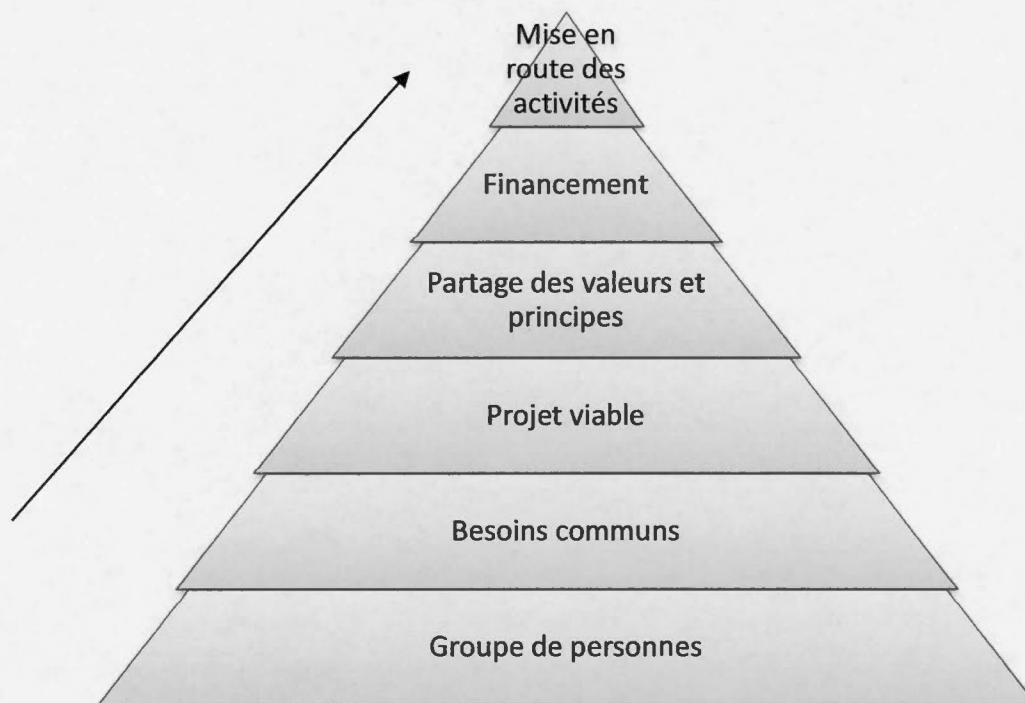 Mise en
route des
activités
Financement
Partage des valeurs et
principes
Projet viable
Besoins communs
Groupe de personnes